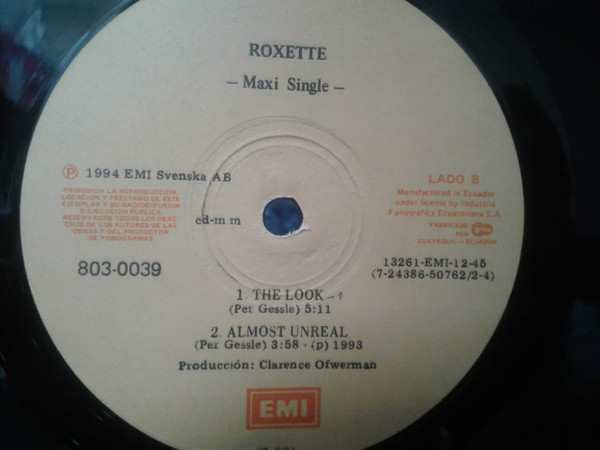 ROXETTE
– Maxi Single –
Ⓟ 1994 EMI Svenska AB
PROHIBIDA LA REPRODUCCION,
LOCACION Y PRESTAMO DE ESTE
EJEMPLAR Y SU RADIODIFUSION
O EJECUCION PUBLICA.
RESERVADOS TODOS LOS DERE-
CHOS DE LOS AUTORES DE LAS
OBRAS Y DEL PRODUCTOR
DE FONOGRAMAS.
cd-m m
803-0039
LADO B
Manufactured in Ecuador
under license by Industria
Fonografica Ecuatoriana S.A.
FABRICADO
POR
GUAYAQUIL - ECUADOR
13261-EMI-12-45
(7-24386-50762/2-4)
1. THE LOOK
(Per Gessle) 5:11
2. ALMOST UNREAL
(Per Gessle) 3:58 - (p) 1993
Producción: Clarence Ofwerman
EMI